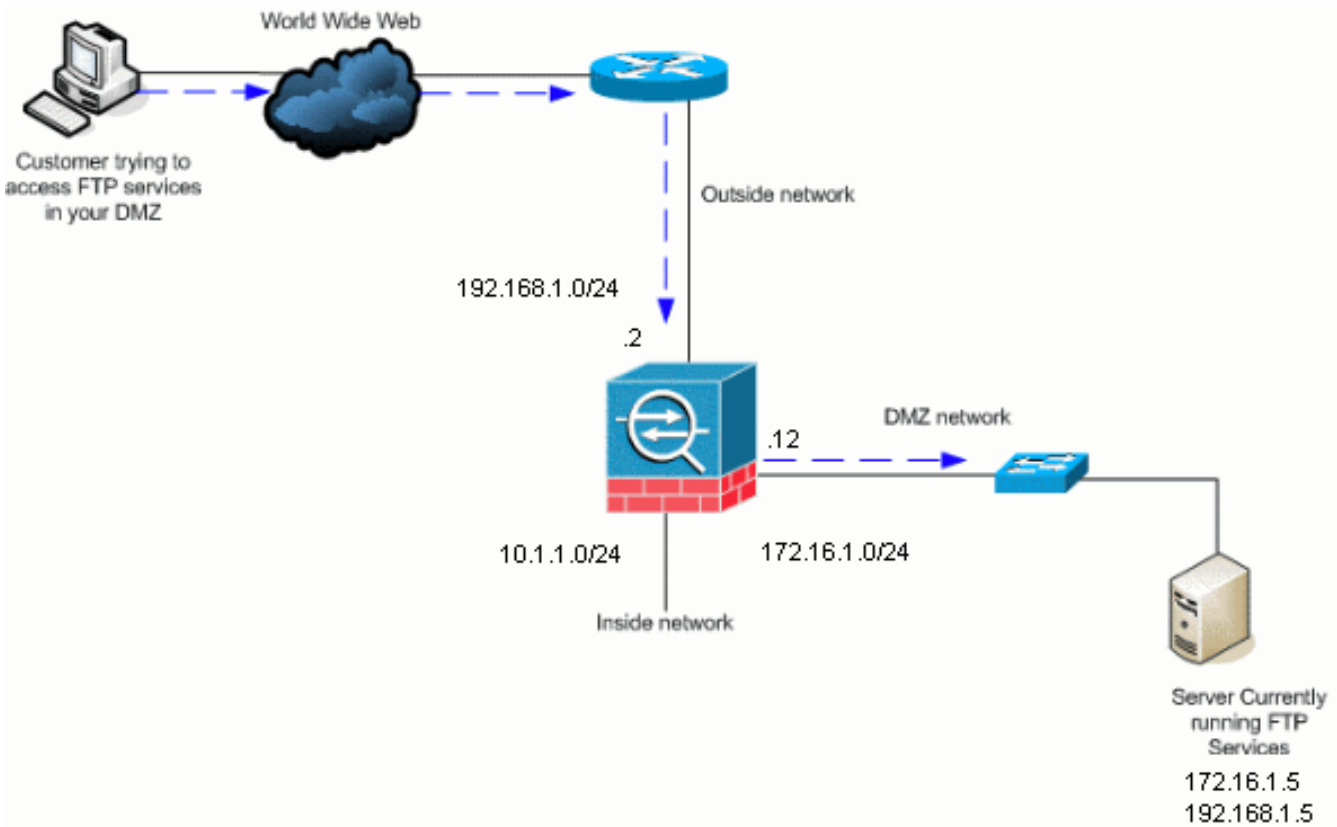 World Wide Web
Customer trying to
access FTP services
in your DMZ
Outside network
192.168.1.0/24
.2
DMZ network
.12
10.1.1.0/24
172.16.1.0/24
Inside network
Server Currently
running FTP
Services
172.16.1.5
192.168.1.5